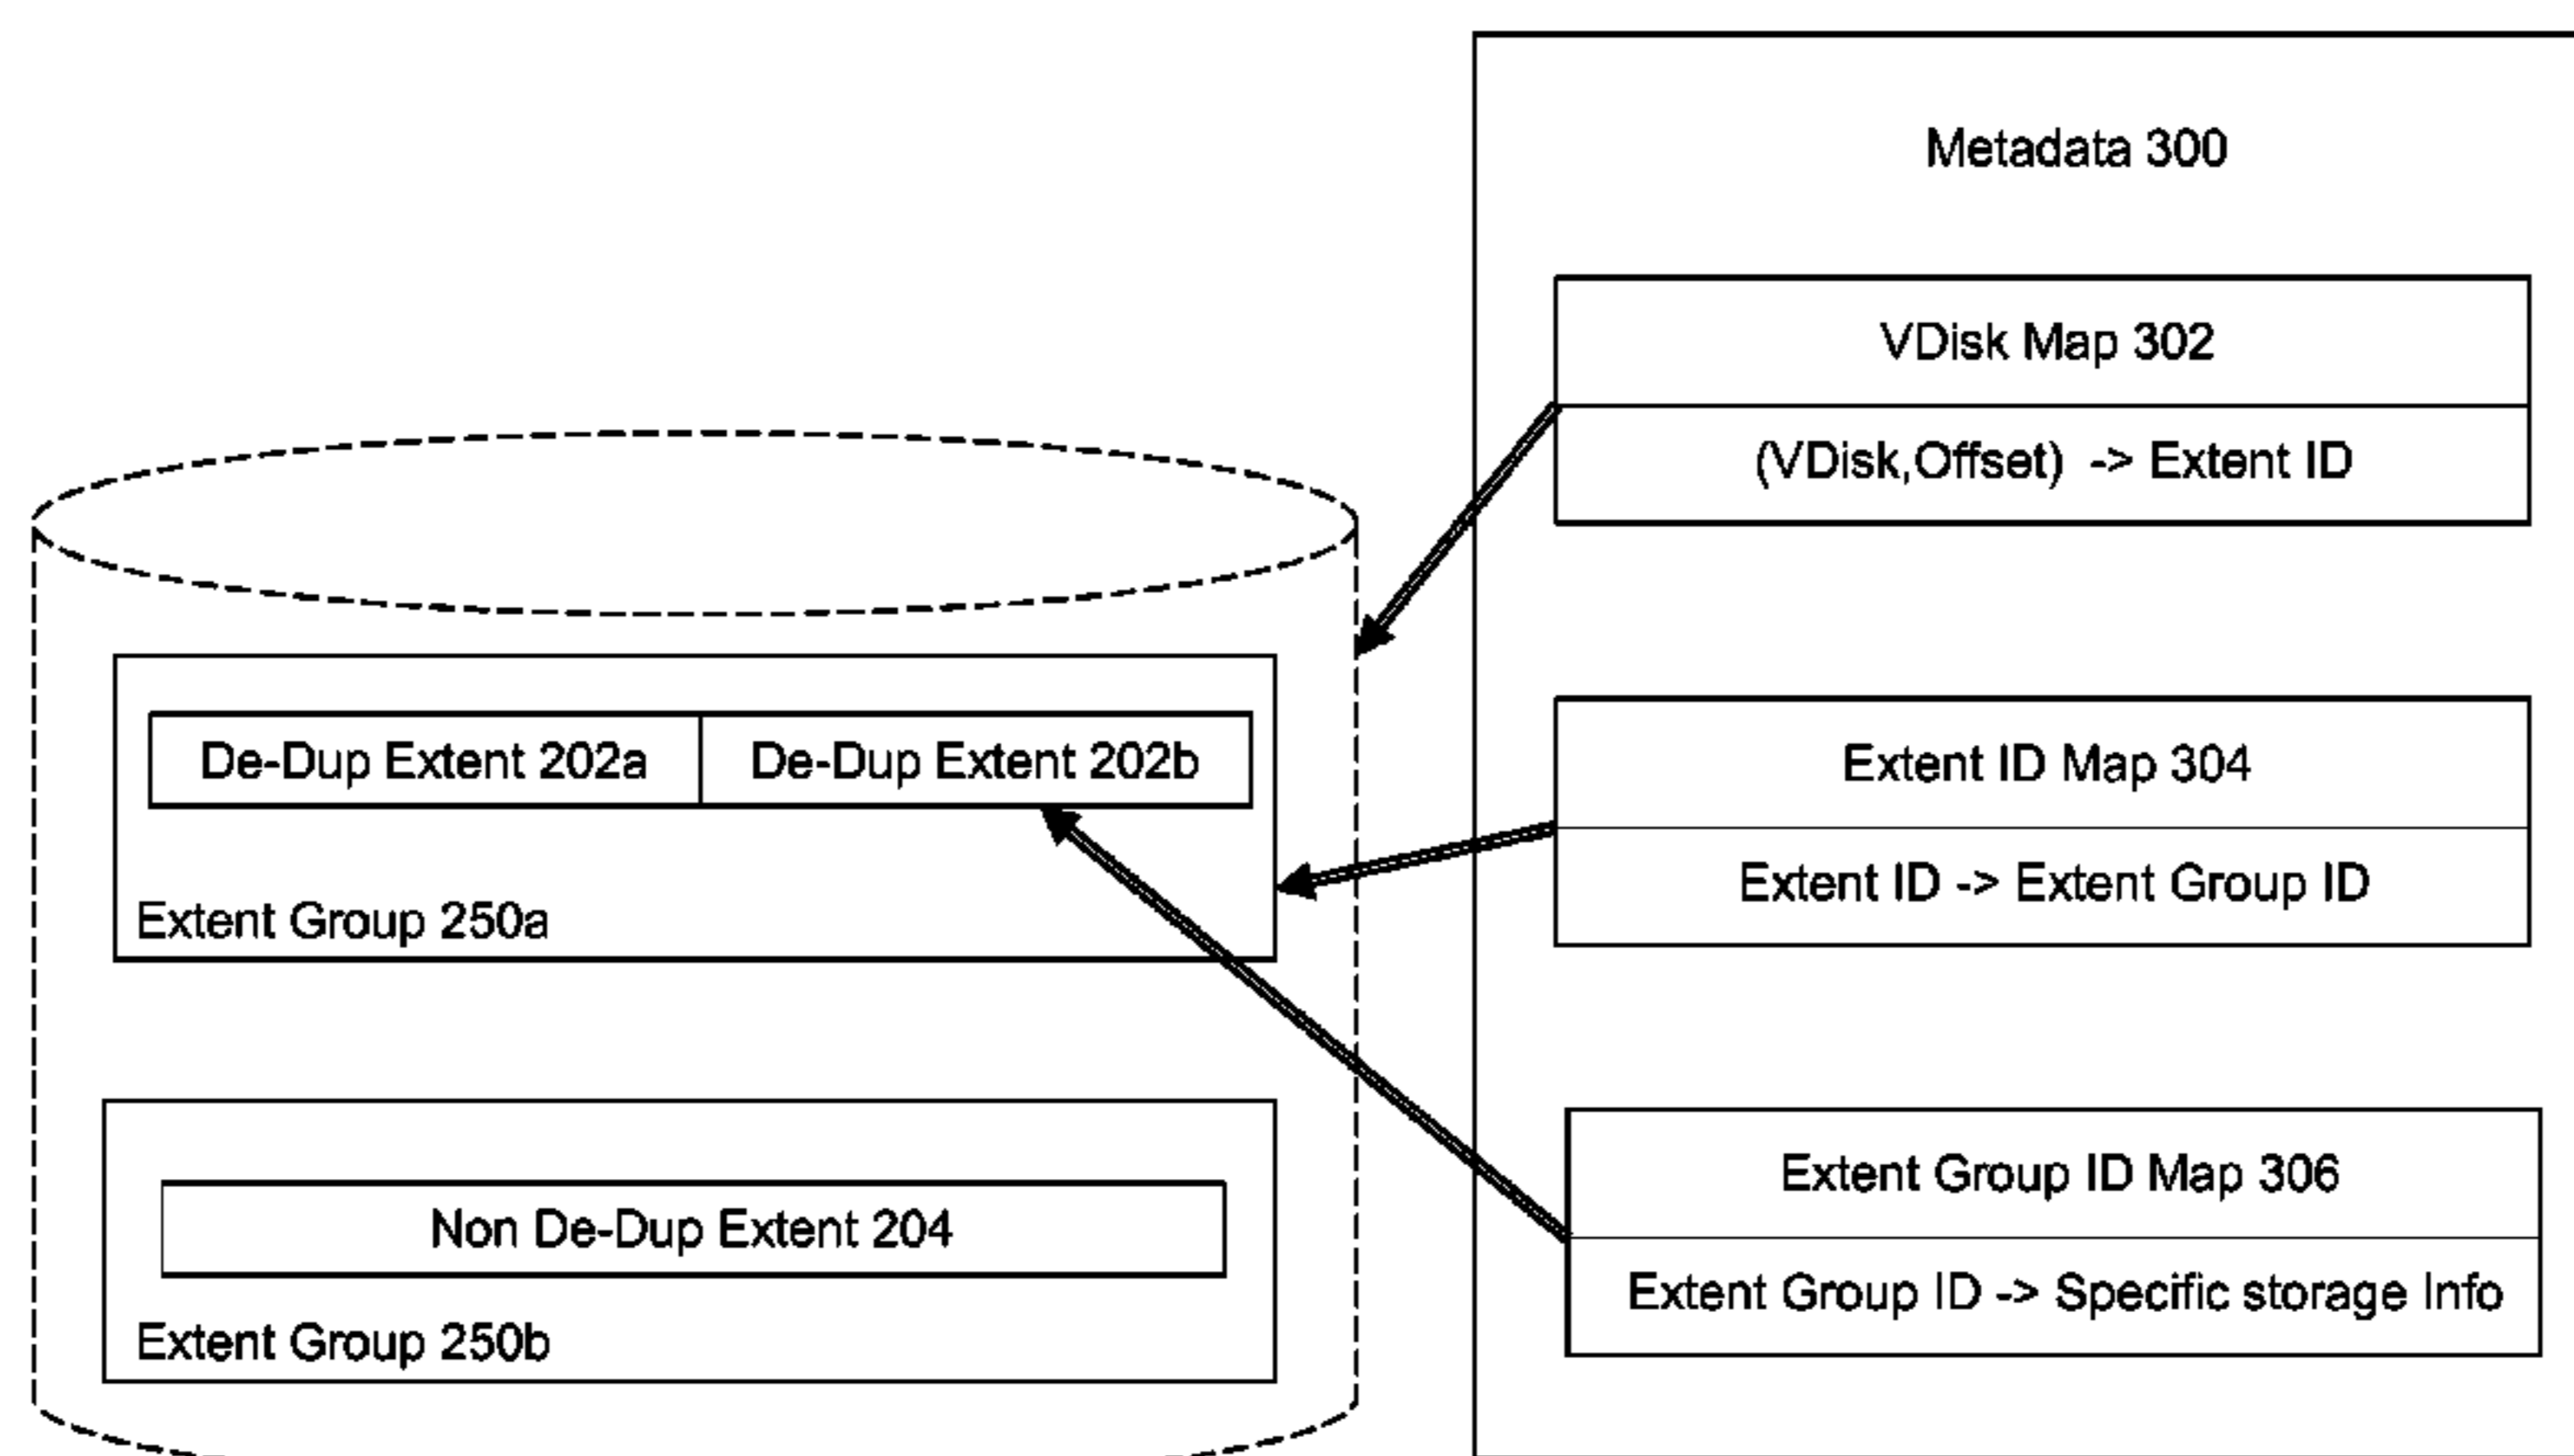 Metadata 300
VDisk Map 302
(VDisk,Offset) -> Extent ID
De-Dup Extent 202a
De-Dup Extent 202b
Extent Group 250a
Extent ID Map 304
Extent ID -> Extent Group ID
Non De-Dup Extent 204
Extent Group 250b
Extent Group ID Map 306
Extent Group ID -> Specific storage Info